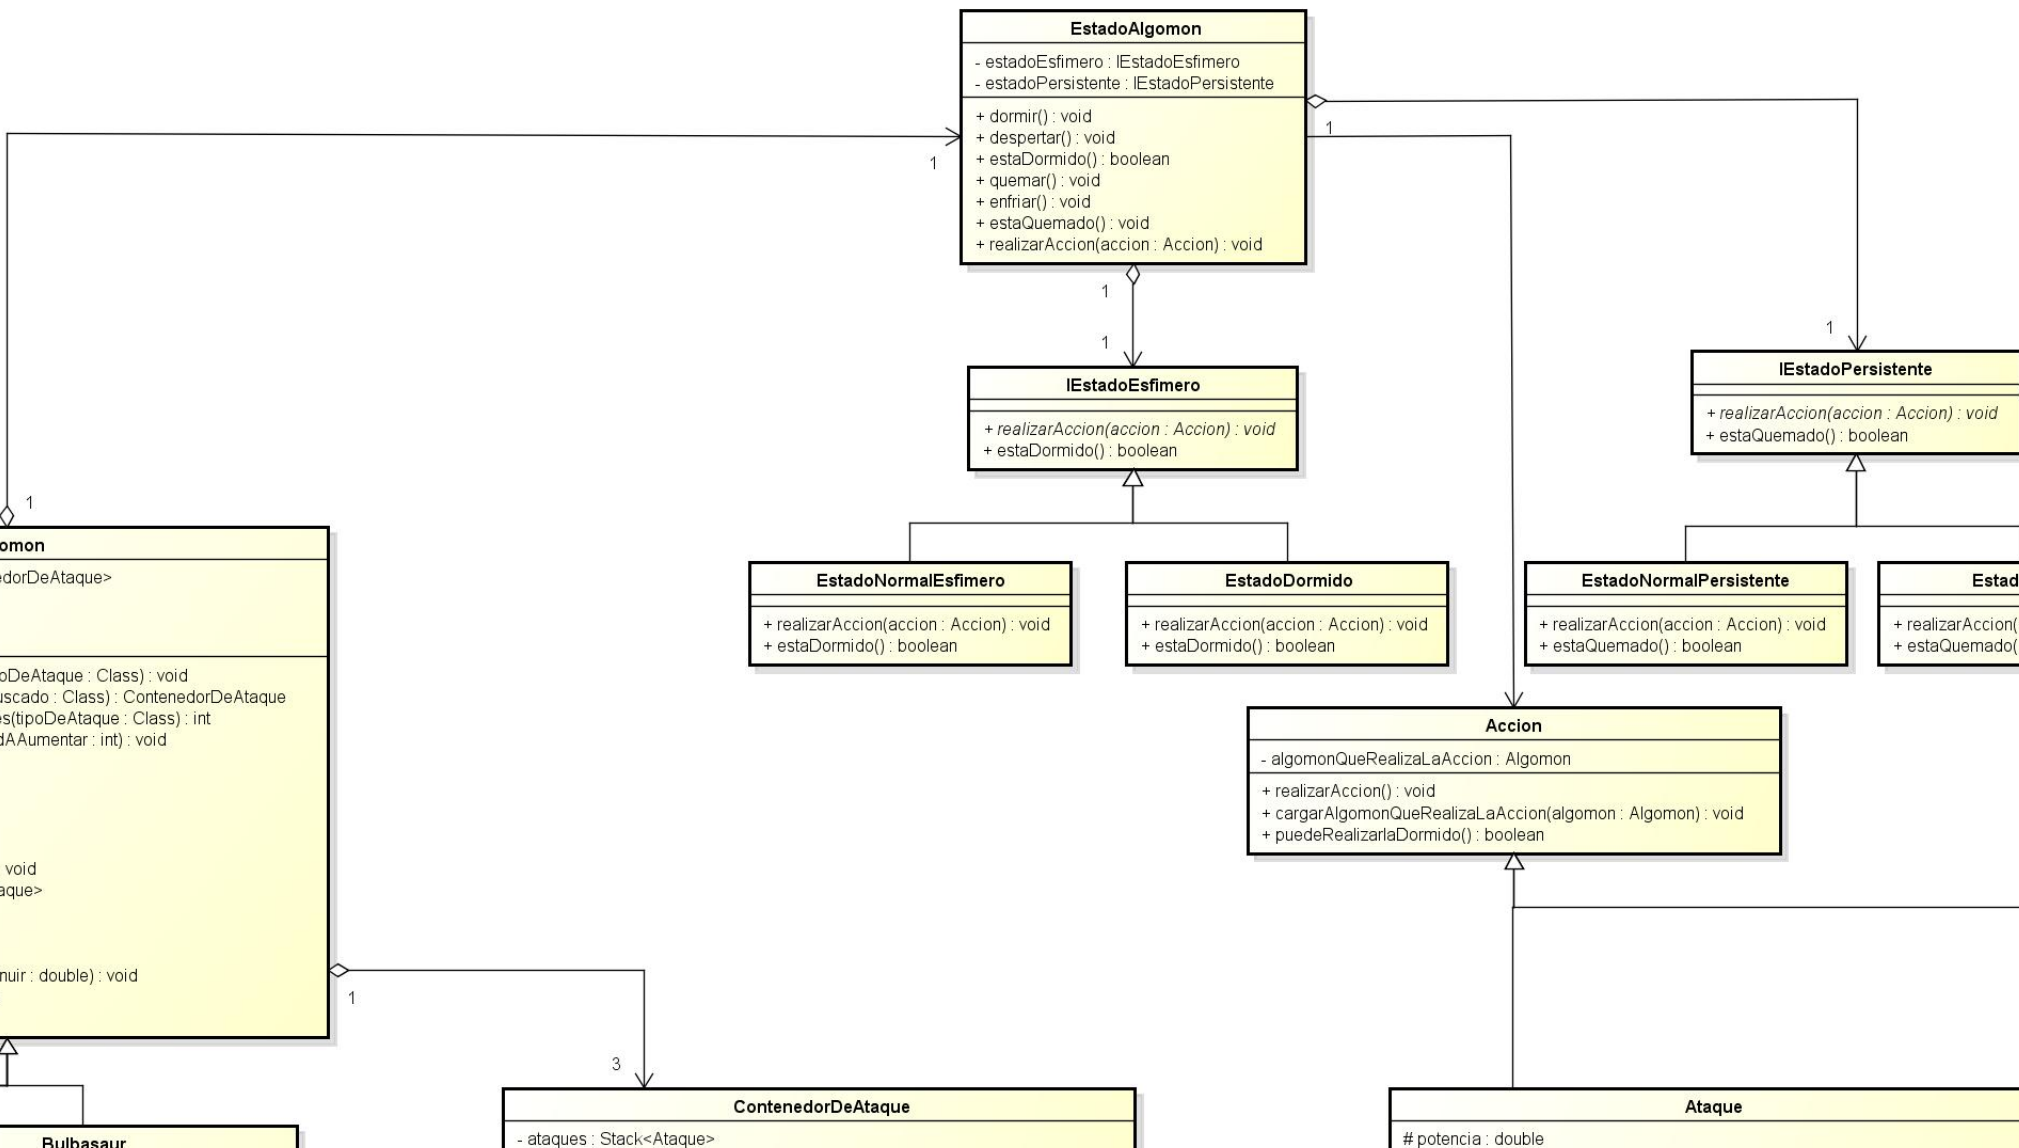 EstadoAlgomon
- estadoEsfimero : IEstadoEsfimero
- estadoPersistente : IEstadoPersistente
+ dormir() : void
+ despertar() : void
+ estaDormido() : boolean
+ quemar() : void
+ enfriar() : void
+ estaQuemado() : void
+ realizarAccion(accion : Accion) : void
1
1
1
1
1
IEstadoEsfimero
+ realizarAccion(accion : Accion) : void
+ estaDormido() : boolean
IEstadoPersistente
+ realizarAccion(accion : Accion) : void
+ estaQuemado() : boolean
1
omon
edorDeAtaque>
oDeAtaque : Class) : void
uscado : Class) : ContenedorDeAtaque
es(tipoDeAtaque : Class) : int
dAAumentar : int) : void
: void
aque>
nuir : double) : void
EstadoNormalEsfimero
+ realizarAccion(accion : Accion) : void
+ estaDormido() : boolean
EstadoDormido
+ realizarAccion(accion : Accion) : void
+ estaDormido() : boolean
EstadoNormalPersistente
+ realizarAccion(accion : Accion) : void
+ estaQuemado() : boolean
Estad
+ realizarAccion(
+ estaQuemado(
Accion
- algomonQueRealizaLaAccion : Algomon
+ realizarAccion() : void
+ cargarAlgomonQueRealizaLaAccion(algomon : Algomon) : void
+ puedeRealizarlaDormido() : boolean
1
3
Bulbasaur
ContenedorDeAtaque
- ataques : Stack<Ataque>
Ataque
# potencia : double